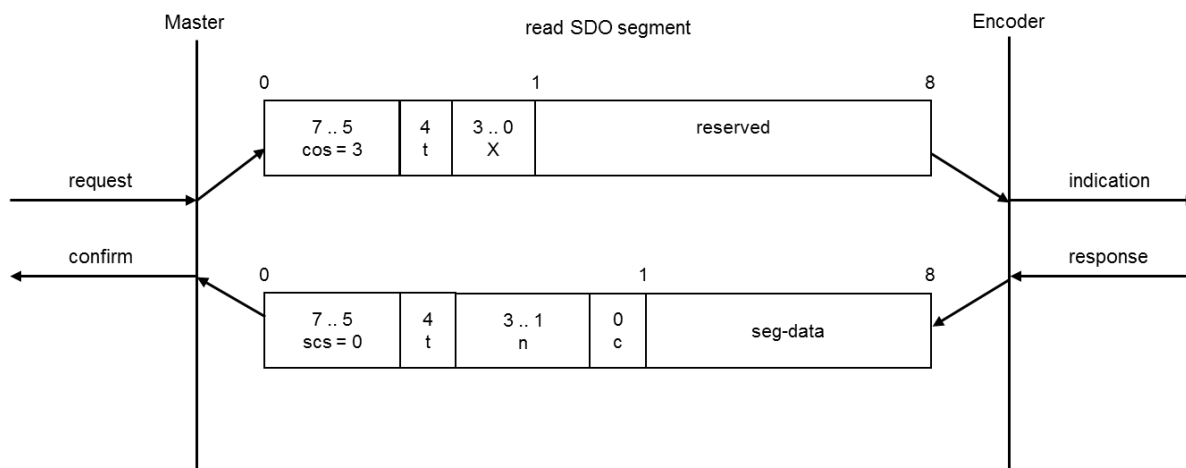 Master read SDO segment Encoder
0 1 8
7 .. 5 4 3 .. 0 reserved
cos = 3 t X
request indication
confirm response
0 1 8
7 .. 5 4 3 .. 1 0 seg-data
scs = 0 t n c